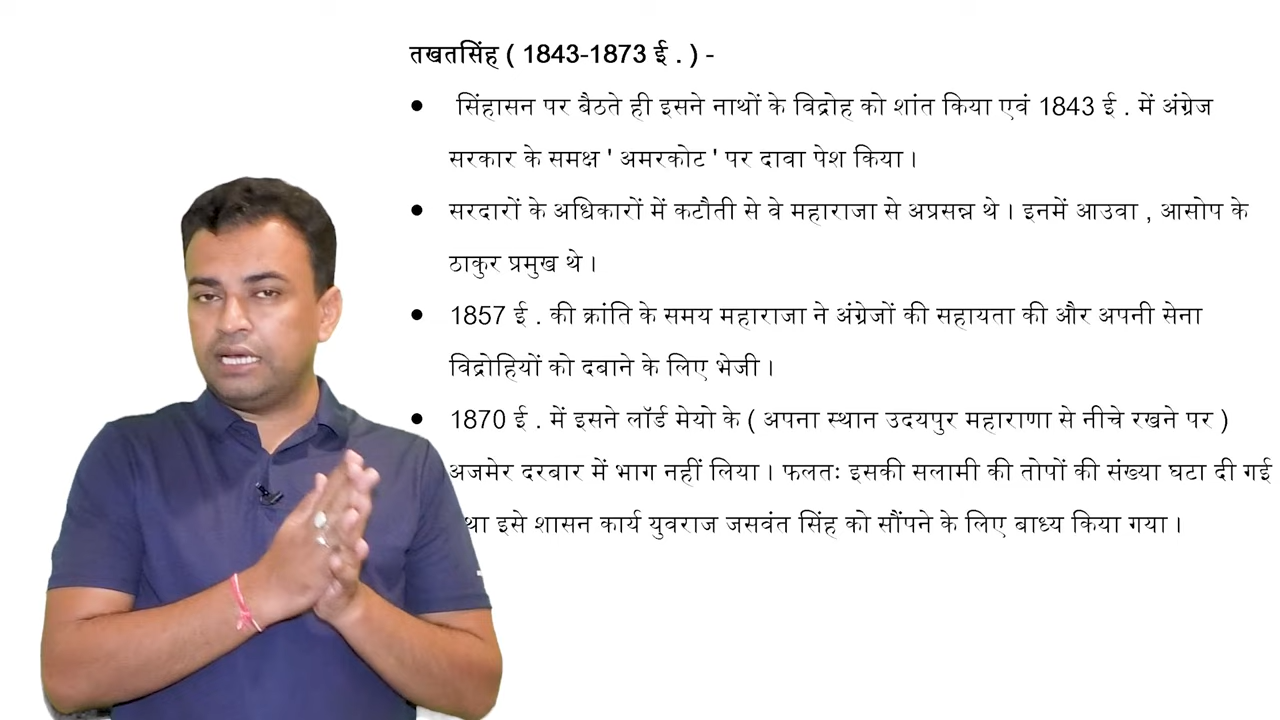 तखतसिंह ( 1843-1873 ई . ) -
• सिंहासन पर बैठते ही इसने नाथों के विद्रोह को शांत किया एवं 1843 ई . में अंग्रेज
सरकार के समक्ष ' अमरकोट ' पर दावा पेश किया ।
• सरदारों के अधिकारों में कटौती से वे महाराजा से अप्रसन्न थे । इनमें आउवा , आसोप के
ठाकुर प्रमुख थे ।
• 1857 ई . की क्रांति के समय महाराजा ने अंग्रेजों की सहायता की और अपनी सेना
विद्रोहियों को दबाने के लिए भेजी ।
• 1870 ई . में इसने लॉर्ड मेयो के ( अपना स्थान उदयपुर महाराणा से नीचे रखने पर )
अजमेर दरबार में भाग नहीं लिया । फलतः इसकी सलामी की तोपों की संख्या घटा दी गई
इसे शासन कार्य युवराज जसवंत सिंह को सौंपने के लिए बाध्य किया गया ।